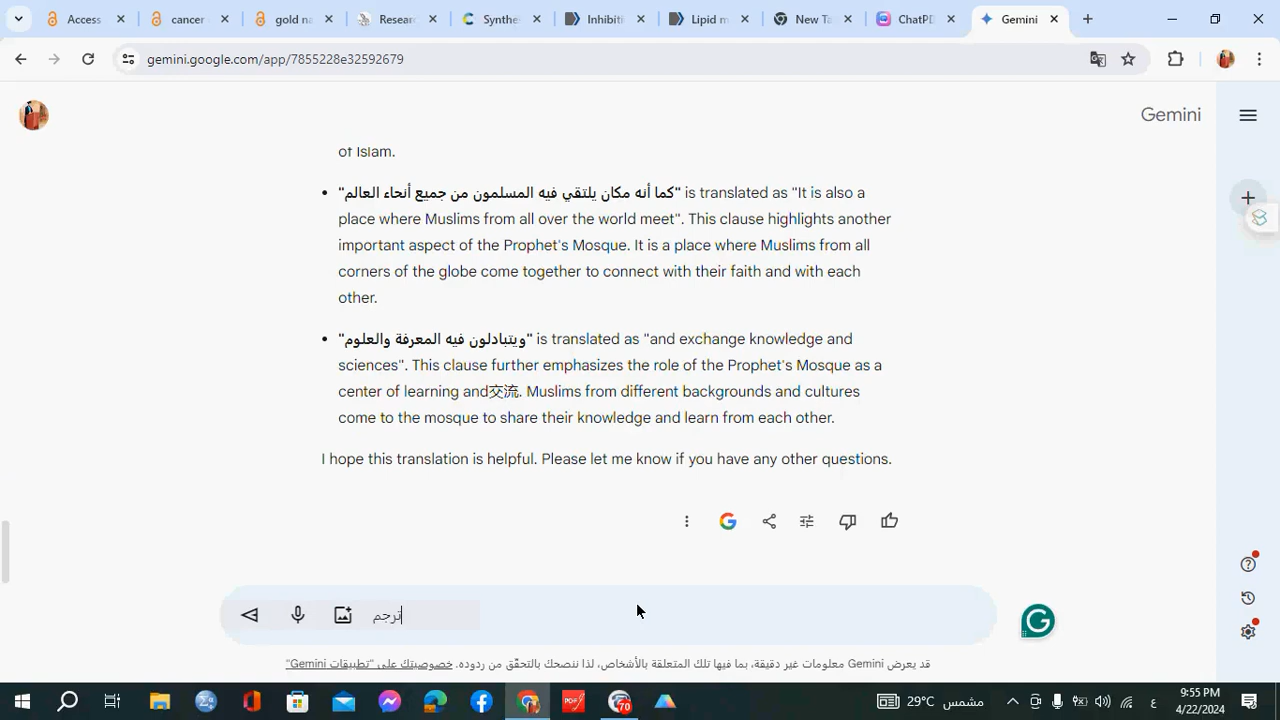 Access
cancer
gold na
Resear
Synthe
Inhibiti
Lipid m
New Ta
ChatPD
Gemini
gemini.google.com/app/7855228e32592679
Gemini
of Islam.
• "كما أنه مكان يلتقي فيه المسلمون من جميع أنحاء العالم" is translated as "It is also a
place where Muslims from all over the world meet". This clause highlights another
important aspect of the Prophet's Mosque. It is a place where Muslims from all
corners of the globe come together to connect with their faith and with each
other.
• "ويتبادلون فيه المعرفة والعلوم" is translated as "and exchange knowledge and
sciences". This clause further emphasizes the role of the Prophet's Mosque as a
center of learning and交流. Muslims from different backgrounds and cultures
come to the mosque to share their knowledge and learn from each other.
I hope this translation is helpful. Please let me know if you have any other questions.
ترجم
قد يعرض Gemini معلومات غير دقيقة، بما فيها تلك المتعلقة بالأشخاص، لذا ننصحك بالتحقّق من ردوده. خصوصيتك على "تطبيقات Gemini"
70
29°C مشمس
ع
9:55 PM
4/22/2024